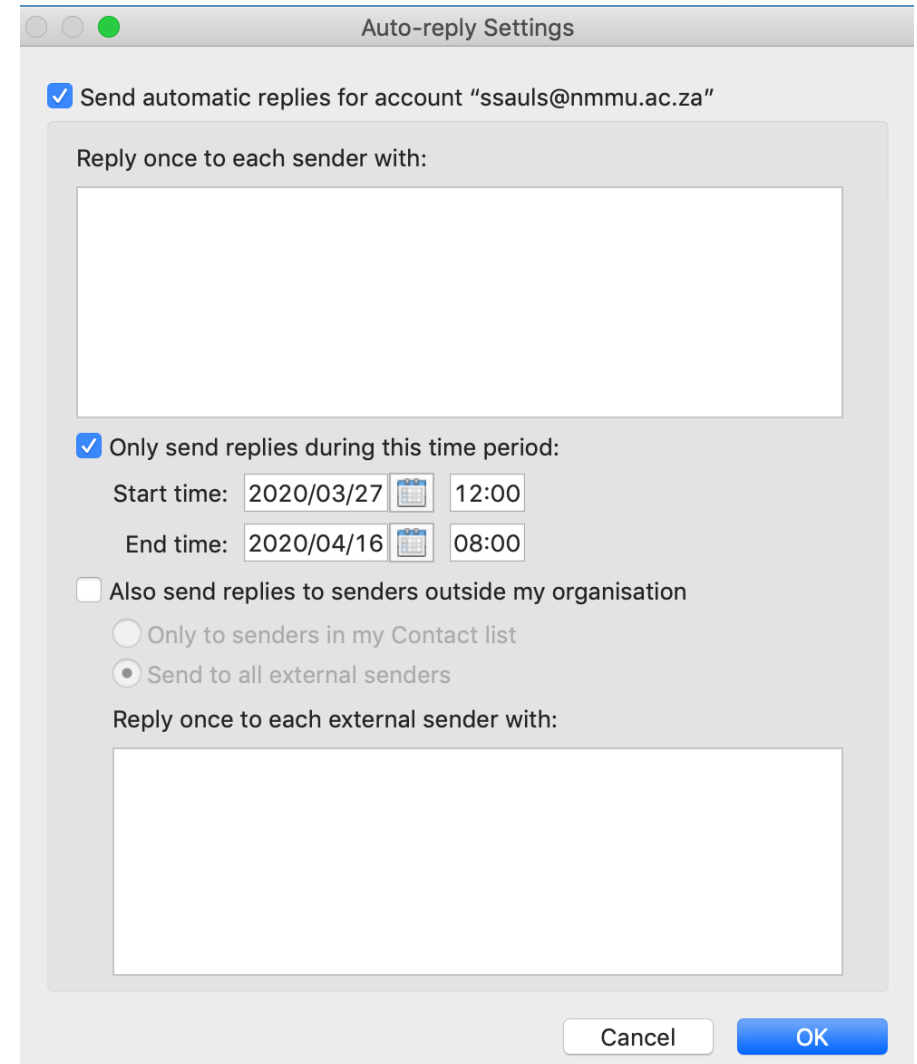 Auto-reply Settings
Send automatic replies for account “ssauls@nmmu.ac.za”
Reply once to each sender with:
Only send replies during this time period:
Start time: 2020/03/27 12:00
End time: 2020/04/16 08:00
Also send replies to senders outside my organisation
Only to senders in my Contact list
Send to all external senders
Reply once to each external sender with:
Cancel OK